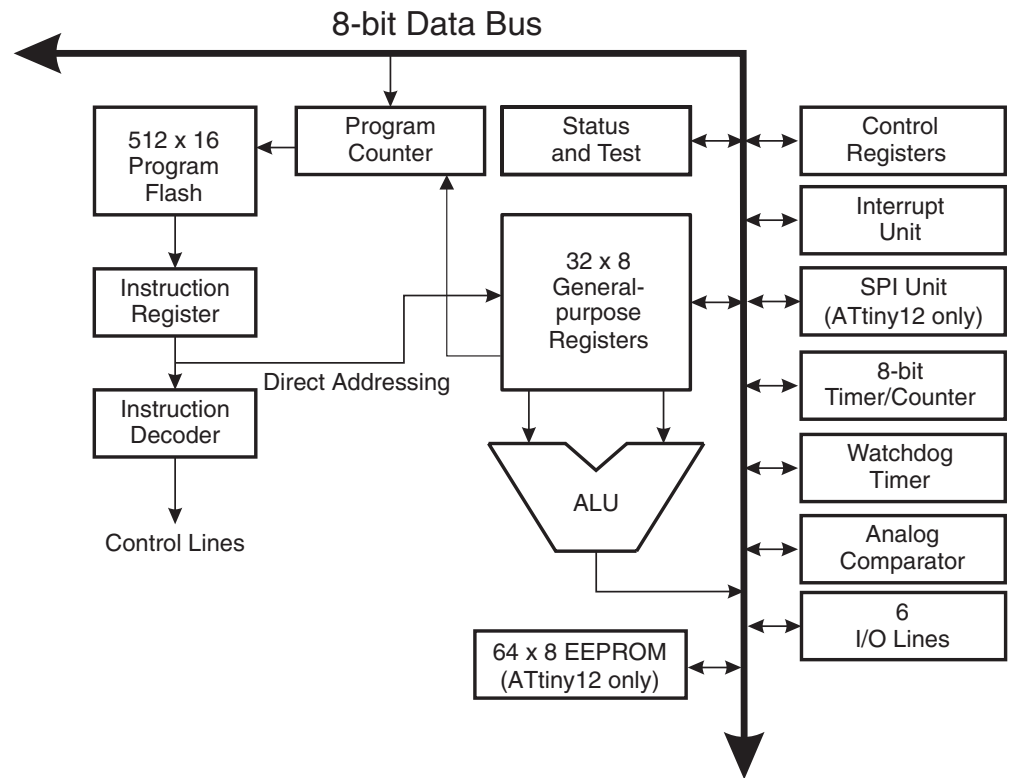 8-bit Data Bus
512 x 16
Program
Flash
Program
Counter
Status
and Test
Control
Registers
Interrupt
Unit
32 x 8
General-
purpose
Registers
Instruction
Register
SPI Unit
(ATtiny12 only)
Direct Addressing
8-bit
Timer/Counter
Instruction
Decoder
Watchdog
Timer
ALU
Control Lines
Analog
Comparator
6
I/O Lines
64 x 8 EEPROM
(ATtiny12 only)